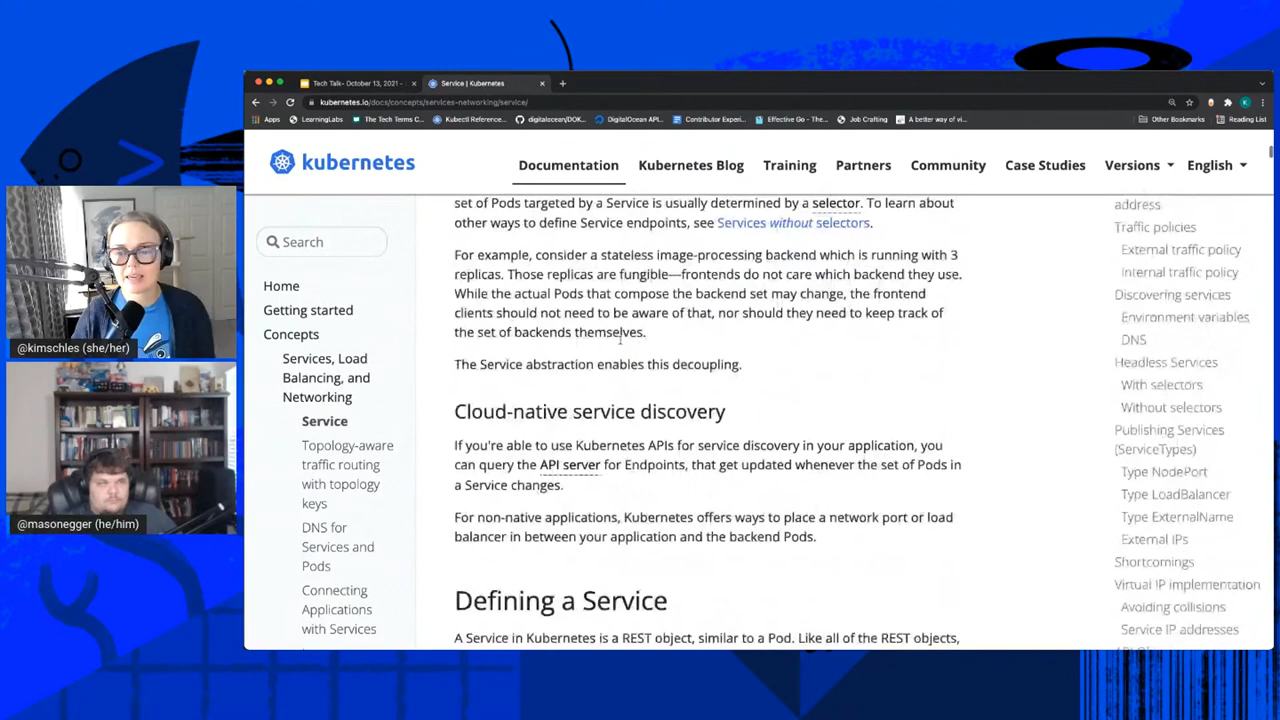 Tech Talk- October 13, 2021 -
Service | Kubernetes
kubernetes.io/docs/concepts/services-networking/service/
Apps
LearningLabs
The Tech Terms C...
Kubectl Reference...
digitalocean/DOK...
DigitalOcean API...
Contributor Experi...
Effective Go - The...
Job Crafting
A better way of vi...
Other Bookmarks
Reading List
kubernetes
Documentation
Kubernetes Blog
Training
Partners
Community
Case Studies
Versions
English
Search
Home
Getting started
Concepts
Services, Load
Balancing, and
Networking
Service
Topology-aware
traffic routing
with topology
keys
DNS for
Services and
Pods
Connecting
Applications
with Services
set of Pods targeted by a Service is usually determined by a selector. To learn about
other ways to define Service endpoints, see Services without selectors.
For example, consider a stateless image-processing backend which is running with 3
replicas. Those replicas are fungible—frontends do not care which backend they use.
While the actual Pods that compose the backend set may change, the frontend
clients should not need to be aware of that, nor should they need to keep track of
the set of backends themselves.
The Service abstraction enables this decoupling.
Cloud-native service discovery
If you're able to use Kubernetes APIs for service discovery in your application, you
can query the API server for Endpoints, that get updated whenever the set of Pods in
a Service changes.
For non-native applications, Kubernetes offers ways to place a network port or load
balancer in between your application and the backend Pods.
Defining a Service
A Service in Kubernetes is a REST object, similar to a Pod. Like all of the REST objects,
address
Traffic policies
External traffic policy
Internal traffic policy
Discovering services
Environment variables
DNS
Headless Services
With selectors
Without selectors
Publishing Services
(ServiceTypes)
Type NodePort
Type LoadBalancer
Type ExternalName
External IPs
Shortcomings
Virtual IP implementation
Avoiding collisions
Service IP addresses
@kimschles (she/her)
@masonegger (he/him)